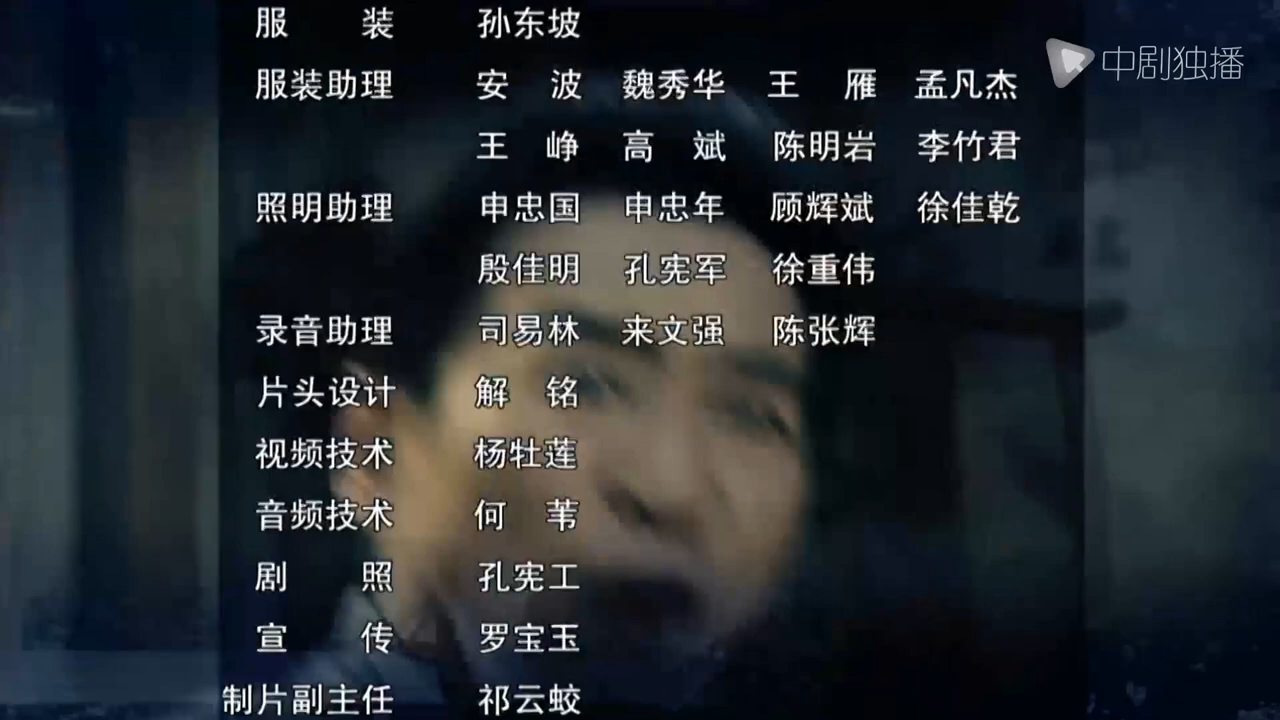 服装 孙东坡
中剧独播
服装助理 安波 魏秀华 王雁 孟凡杰
王峥 高斌 陈明岩 李竹君
照明助理 申忠国 申忠年 顾辉斌 徐佳乾
殷佳明 孔宪军 徐重伟
录音助理 司易林 来文强 陈张辉
片头设计 解铭
视频技术 杨牡莲
音频技术 何苇
剧照 孔宪工
宣传 罗宝玉
制片副主任 祁云蛟